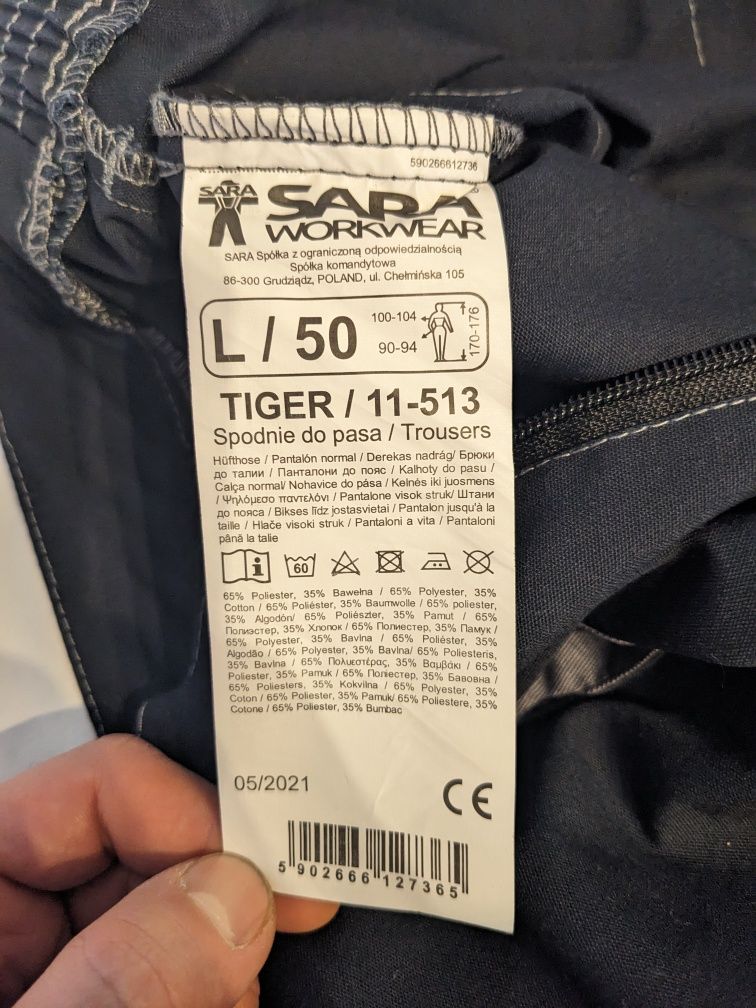 590266612736
SARA
SARA®
WORKWEAR
SARA Spółka z ograniczoną odpowiedzialnością
Spółka komandytowa
86-300 Grudziądz, POLAND, ul. Chełmińska 105
L / 50
100-104
90-94
170-176
TIGER / 11-513
Spodnie do pasa / Trousers
Hüfthose / Pantalón normal / Derekas nadrág/ Брюки
до талии / Панталони до пояс / Kalhoty do pasu /
Calça normal/ Nohavice do pása / Kelnės iki juosmens
/ Ψηλόμεσο παντελόνι / Pantalone visok struk/ Штани
до пояса / Bikses līdz jostasvietai / Pantalon jusqu'à la
taille / Hlače visoki struk / Pantaloni a vita / Pantaloni
până la talie
i
60
65% Poliester, 35% Bawełna / 65% Polyester, 35%
Cotton / 65% Poliéster, 35% Baumwolle / 65% poliester,
35% Algodón/ 65% Poliészter, 35% Pamut / 65%
Полиэстер, 35% Хлопок / 65% Полиестер, 35% Памук /
65% Polyester, 35% Bavlna / 65% Poliéster, 35%
Algodão / 65% Polyester, 35% Bavlna/ 65% Poliesteris,
35% Bavlna / 65% Πολυεστέρας, 35% Βαμβάκι / 65%
Poliester, 35% Pamuk / 65% Поліестер, 35% Бавовна /
65% Poliesters, 35% Kokvilna / 65% Polyester, 35%
Coton / 65% Poliester, 35% Pamuk/ 65% Poliestere, 35%
Cotone / 65% Poliester, 35% Bumbac
05/2021
CE
5 902666 127365